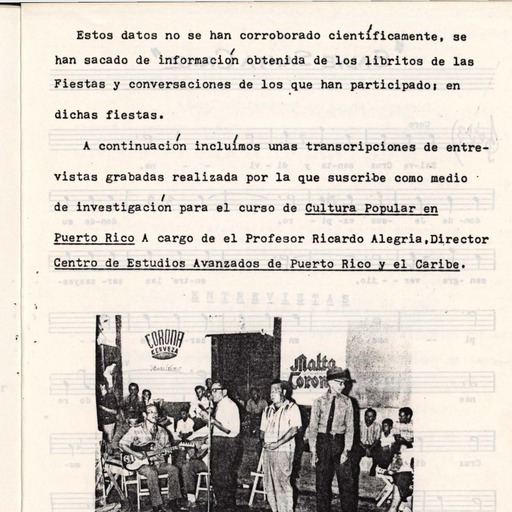 Estos datos no se han corroborado científicamente, se
han sacado de información obtenida de los libritos de las
Fiestas y conversaciones de los que han participado; en
dichas fiestas.
A continuación incluímos unas transcripciones de entre-
vistas grabadas realizada por la que suscribe como medio
de investigación para el curso de Cultura Popular en
Puerto Rico A cargo de el Profesor Ricardo Alegria,Director
Centro de Estudios Avanzados de Puerto Rico y el Caribe.
ENTREVISTAS
CORONA
CERVEZA
Malta
Corona